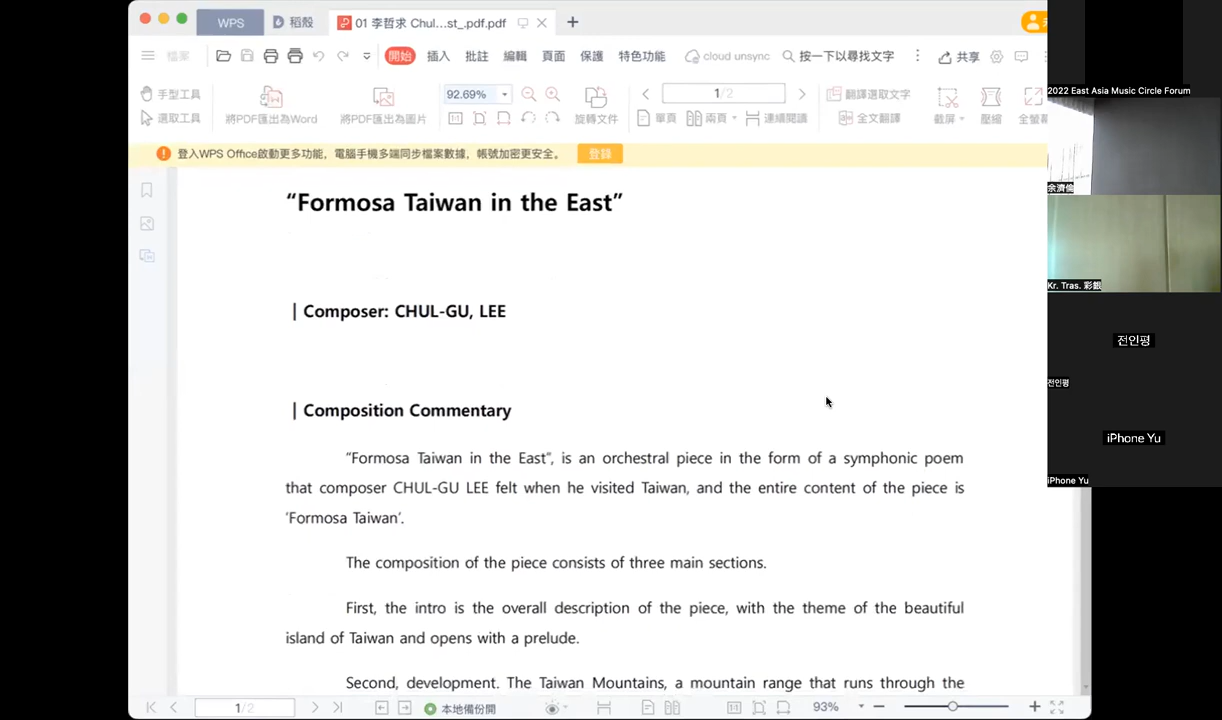 WPS
稻殼
01 李哲求 Chul...st_.pdf.pdf
檔案
開始
插入
批註
編輯
頁面
保護
特色功能
cloud unsync
按一下以尋找文字
共享
手型工具
選取工具
將PDF匯出為Word
將PDF匯出為圖片
92.69%
旋轉文件
1/2
單頁
兩頁
連續閱讀
翻譯選取文字
全文翻譯
截屏
壓縮
全螢幕
登入WPS Office啟動更多功能，電腦手機多端同步檔案數據，帳號加密更安全。
登錄
“Formosa Taiwan in the East”
| Composer: CHUL-GU, LEE
| Composition Commentary
“Formosa Taiwan in the East”, is an orchestral piece in the form of a symphonic poem
that composer CHUL-GU LEE felt when he visited Taiwan, and the entire content of the piece is
‘Formosa Taiwan’.
The composition of the piece consists of three main sections.
First, the intro is the overall description of the piece, with the theme of the beautiful
island of Taiwan and opens with a prelude.
Second, development. The Taiwan Mountains, a mountain range that runs through the
1/2
本地備份開
93%
2022 East Asia Music Circle Forum
余濟倫
Kr. Tras. 彩銀
전인평
전인평
iPhone Yu
iPhone Yu